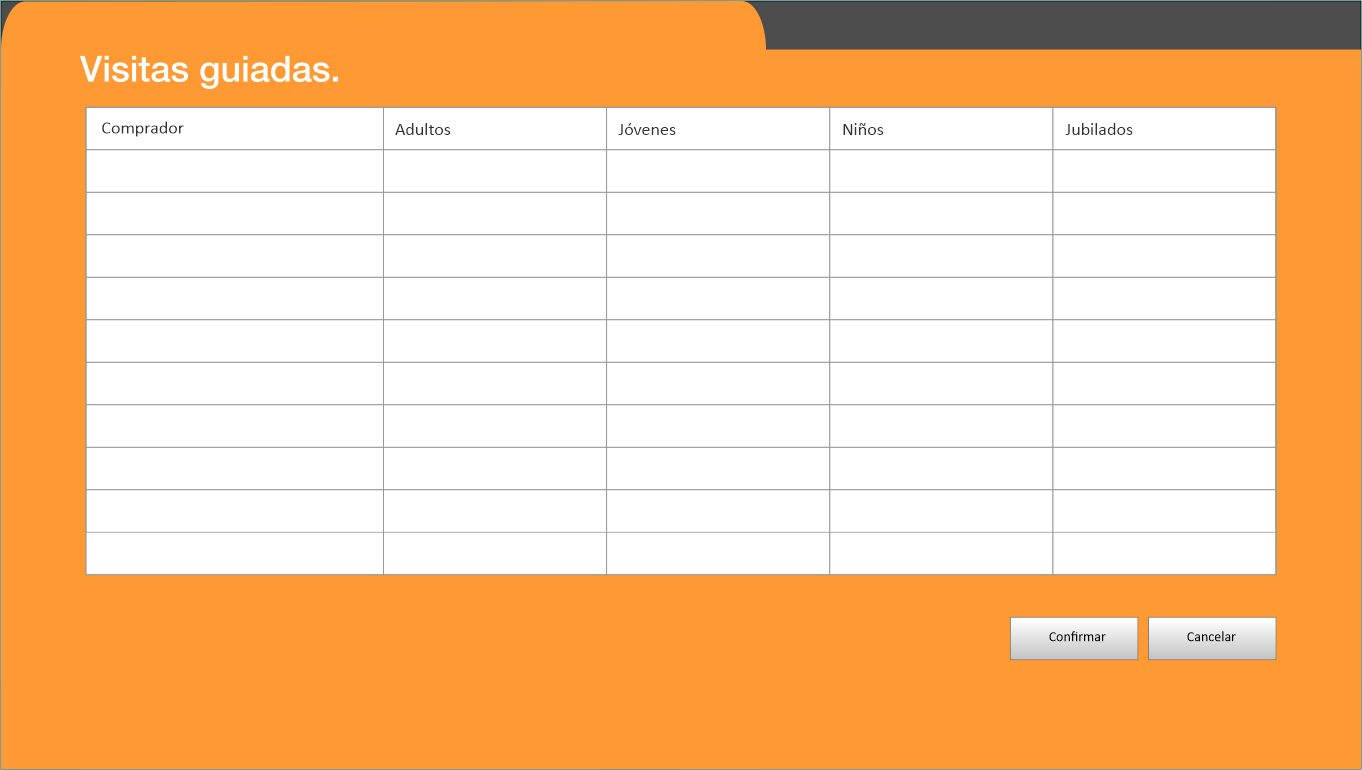 Visitas guiadas.
Comprador Adultos Jóvenes Niños Jubilados
Confirmar Cancelar